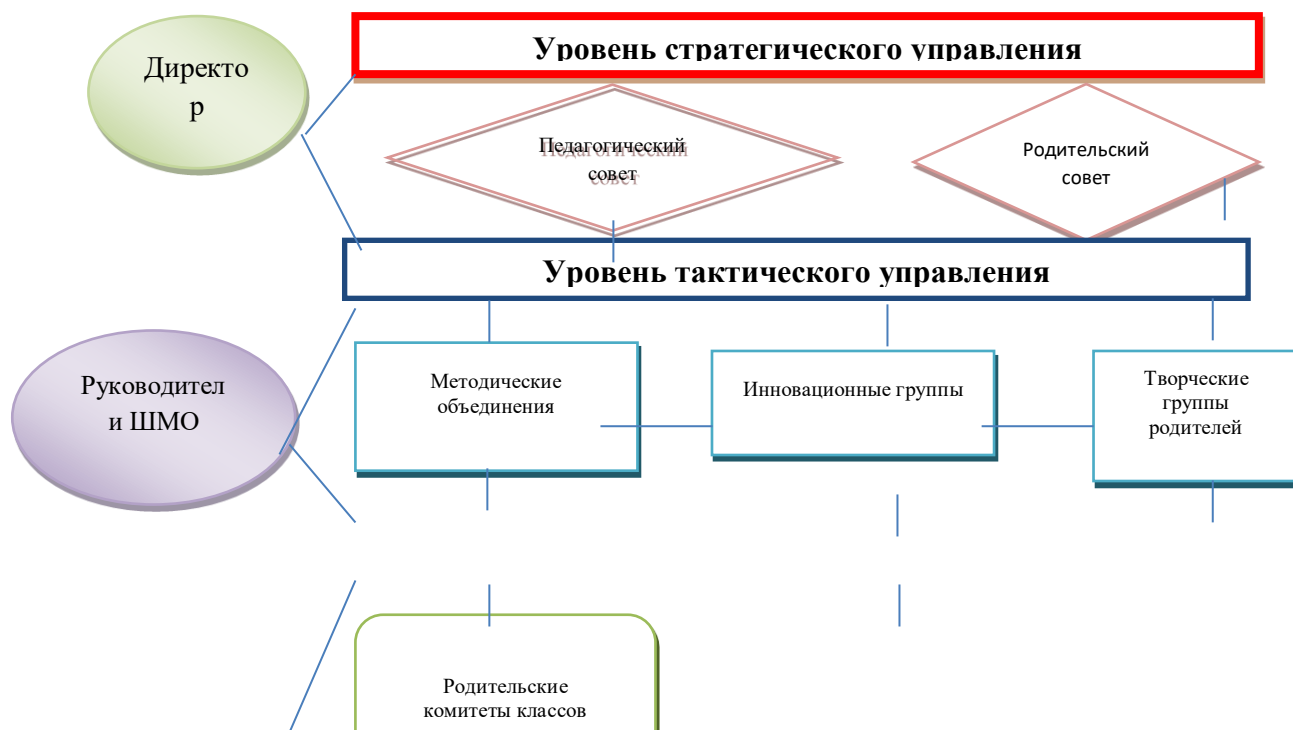 Уровень стратегического управления
Директо
р
Педагогический
совет
Родительский
совет
Уровень тактического управления
Руководител
и ШМО
Методические
объединения
Инновационные группы
Творческие
группы
родителей
Родительские
комитеты классов